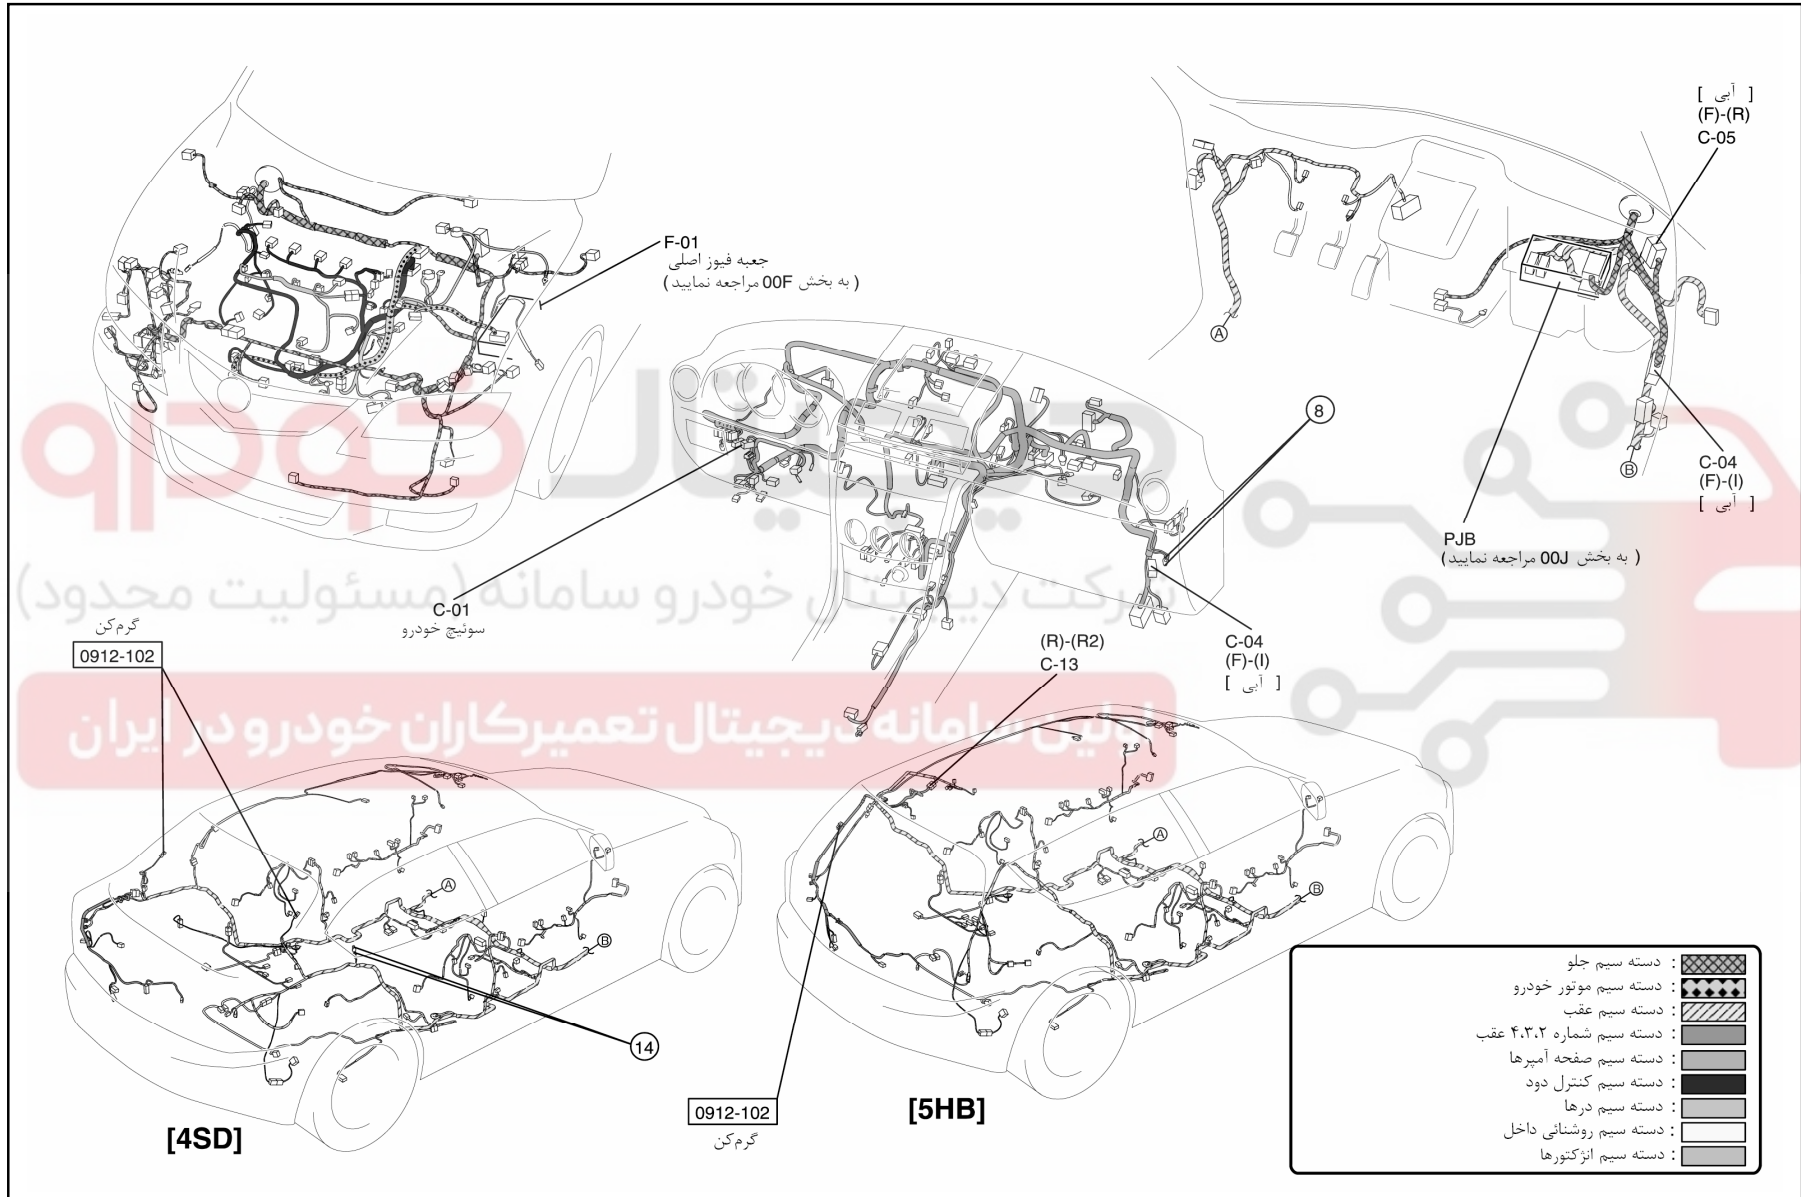 [ آبی ]
(F)-(R)
C-05
F-01
جعبه فیوز اصلی
( به بخش 00F مراجعه نمایید)
A
8
B
C-04
(F)-(I)
[ آبی ]
PJB
( به بخش 00J مراجعه نمایید)
دیجیتال خودرو
شرکت دیجیتال خودرو سامانه (مسئولیت محدود)
C-01
سوئیچ خودرو
گرم‌کن
0912-102
(R)-(R2)
C-13
C-04
(F)-(I)
[ آبی ]
اولین سامانه دیجیتال تعمیرکاران خودرو در ایران
A
B
A
B
14
0912-102
گرم‌کن
[4SD]
[5HB]
دسته سیم جلو :
دسته سیم موتور خودرو :
دسته سیم عقب :
دسته سیم شماره ۴،۳،۲ عقب :
دسته سیم صفحه آمپرها :
دسته سیم کنترل دود :
دسته سیم درها :
دسته سیم روشنائی داخل :
دسته سیم انژکتورها :